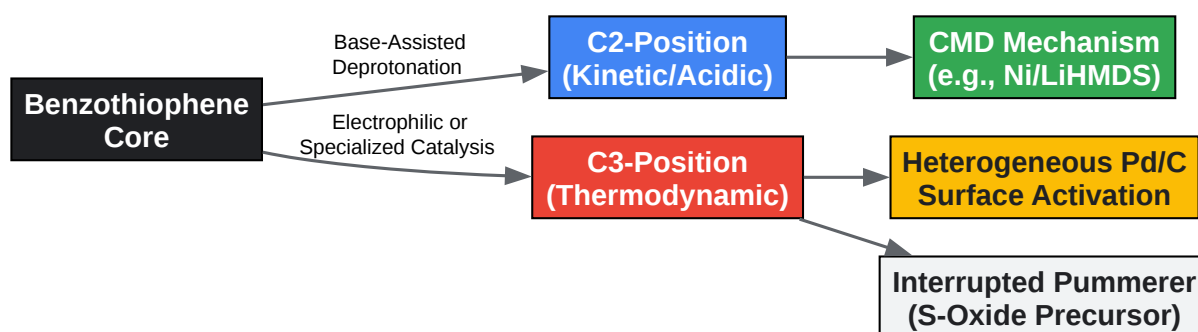 Benzothiophene
Core
Base-Assisted
Deprotonation
Electrophilic or
Specialized Catalysis
C2-Position
(Kinetic/Acidic)
C3-Position
(Thermodynamic)
CMD Mechanism
(e.g., Ni/LiHMDS)
Heterogeneous Pd/C
Surface Activation
Interrupted Pummerer
(S-Oxide Precursor)